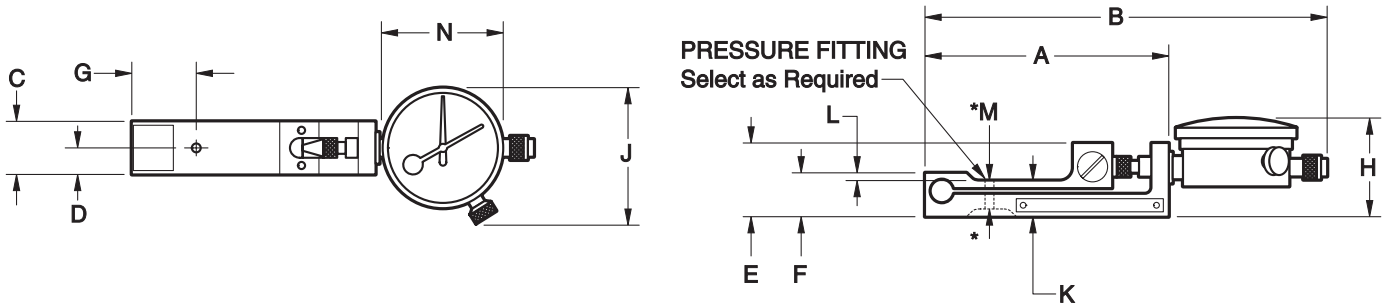 N
G
C
J
D
B
A
PRESSURE FITTING
Select as Required
L
*M
H
*
E
F
K